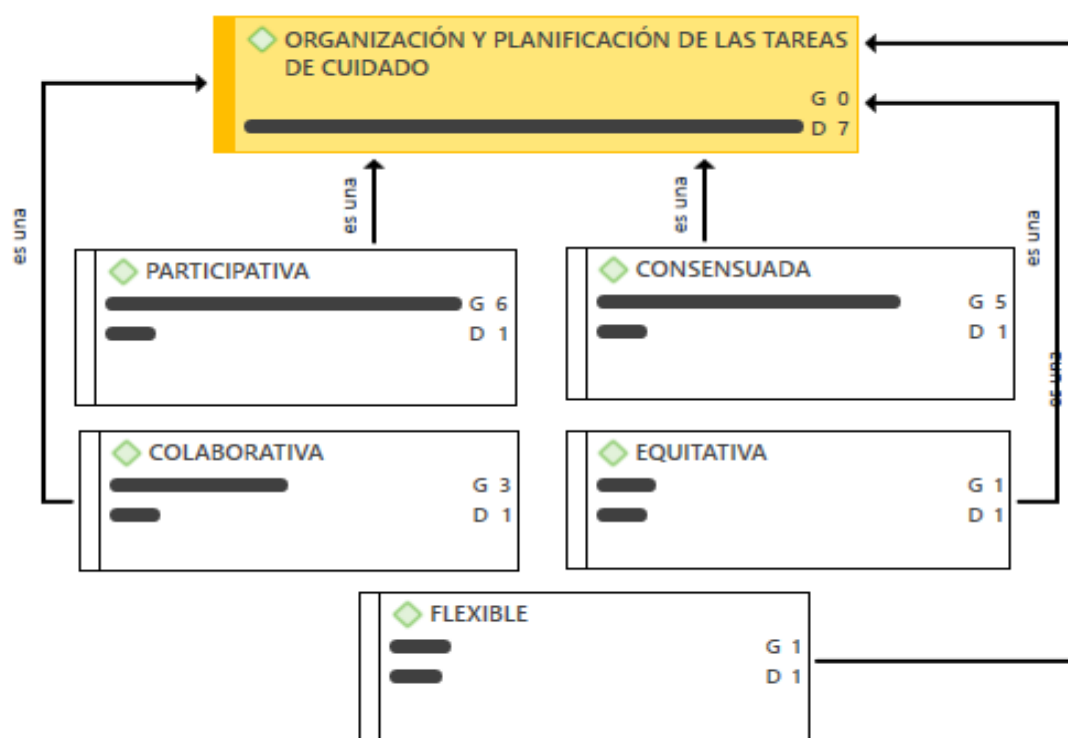 ORGANIZACIÓN Y PLANIFICACIÓN DE LAS TAREAS
DE CUIDADO
G 0
D 7
es una
es una
es una
es una
es una
PARTICIPATIVA
G 6
D 1
CONSENSUADA
G 5
D 1
COLABORATIVA
G 3
D 1
EQUITATIVA
G 1
D 1
FLEXIBLE
G 1
D 1